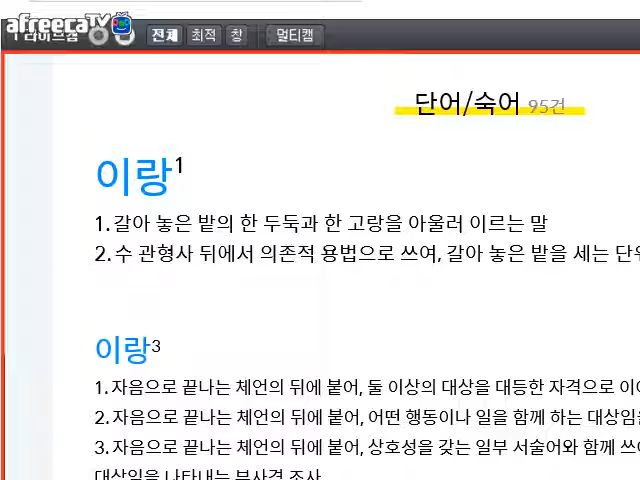 afreecaTV
전체 최적 창 멀티캠
단어/숙어 95건
이랑1
1. 갈아 놓은 밭의 한 두둑과 한 고랑을 아울러 이르는 말
2. 수 관형사 뒤에서 의존적 용법으로 쓰여, 갈아 놓은 밭을 세는 단위
이랑3
1. 자음으로 끝나는 체언의 뒤에 붙어, 둘 이상의 대상을 대등한 자격으로
2. 자음으로 끝나는 체언의 뒤에 붙어, 어떤 행동이나 일을 함께 하는 대상임을
3. 자음으로 끝나는 체언의 뒤에 붙어, 상호성을 갖는 일부 서술어와 함께
대상임을 나타내는 부사격 조사